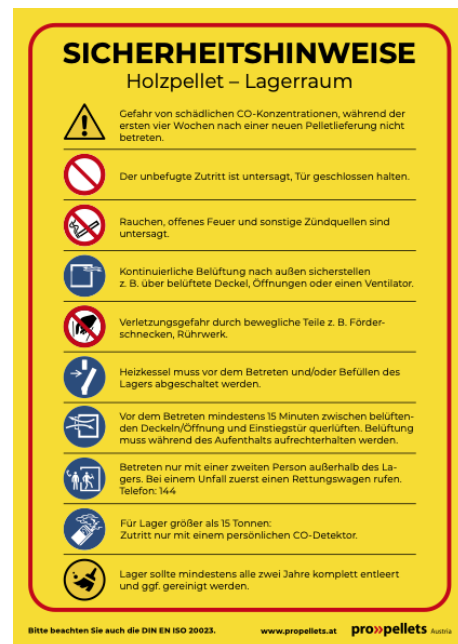 SICHERHEITSHINWEISE
Holzpellet – Lagerraum
Gefahr von schädlichen CO-Konzentrationen, während der
ersten vier Wochen nach einer neuen Pelletlieferung nicht
betreten.
Der unbefugte Zutritt ist untersagt, Tür geschlossen halten.
Rauchen, offenes Feuer und sonstige Zündquellen sind
untersagt.
Kontinuierliche Belüftung nach außen sicherstellen
z. B. über belüftete Deckel, Öffnungen oder einen Ventilator.
Verletzungsgefahr durch bewegliche Teile z. B. Förder-
schnecken, Rührwerk.
Heizkessel muss vor dem Betreten und/oder Befüllen des
Lagers abgeschaltet werden.
Vor dem Betreten mindestens 15 Minuten zwischen belüften-
den Deckeln/Öffnung und Einstiegstür querlüften. Belüftung
muss während des Aufenthalts aufrechterhalten werden.
Betreten nur mit einer zweiten Person außerhalb des La-
gers. Bei einem Unfall zuerst einen Rettungswagen rufen.
Telefon: 144
Für Lager größer als 15 Tonnen:
Zutritt nur mit einem persönlichen CO-Detektor.
Lager sollte mindestens alle zwei Jahre komplett entleert
und ggf. gereinigt werden.
Bitte beachten Sie auch die DIN EN ISO 20023. www.propellets.at pro»pellets Austria